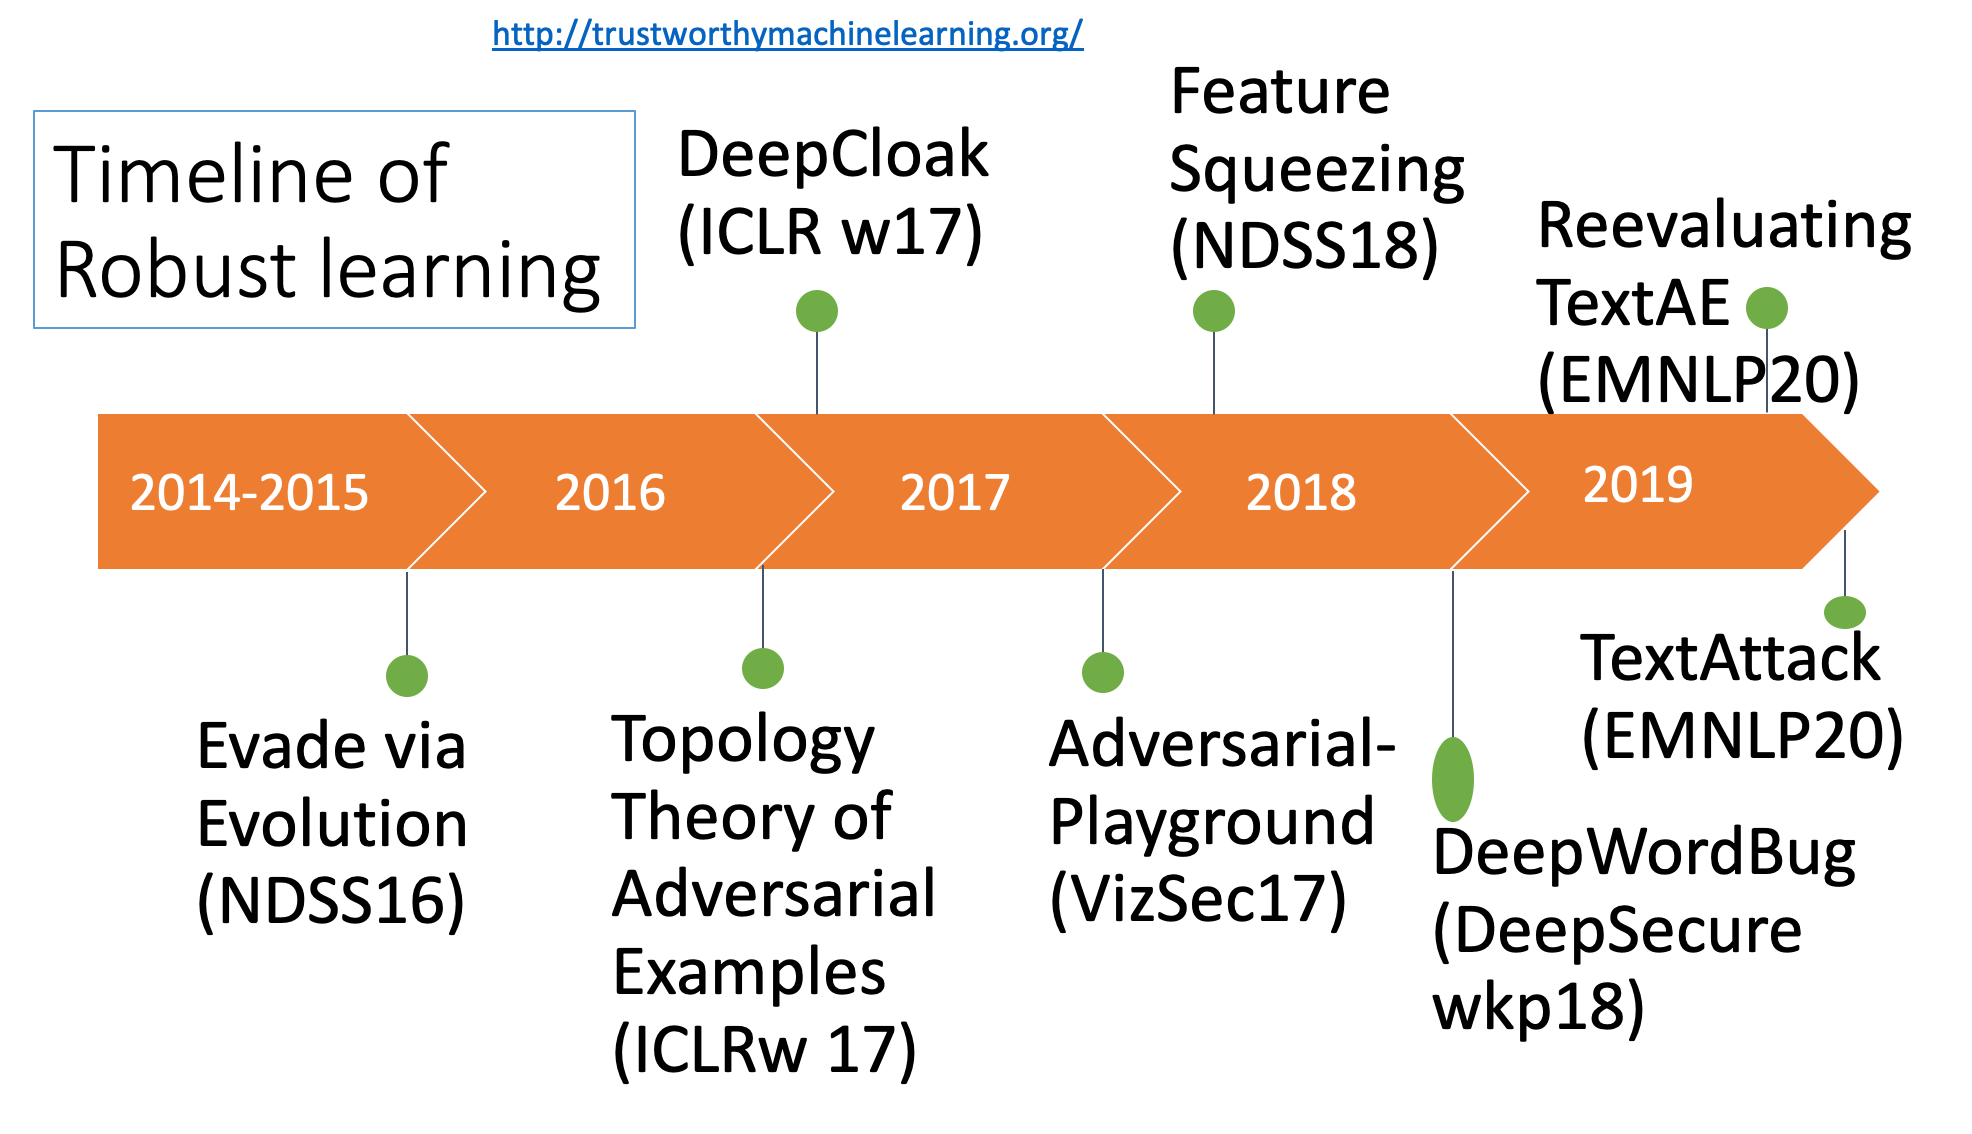 http://trustworthymachinelearning.org/
Timeline of
Robust learning
DeepCloak
(ICLR w17)
Feature
Squeezing
(NDSS18)
Reevaluating
TextAE
(EMNLP20)
2014-2015
2016
2017
2018
2019
Evade via
Evolution
(NDSS16)
Topology
Theory of
Adversarial
Examples
(ICLRw 17)
Adversarial-
Playground
(VizSec17)
DeepWordBug
(DeepSecure
wkp18)
TextAttack
(EMNLP20)